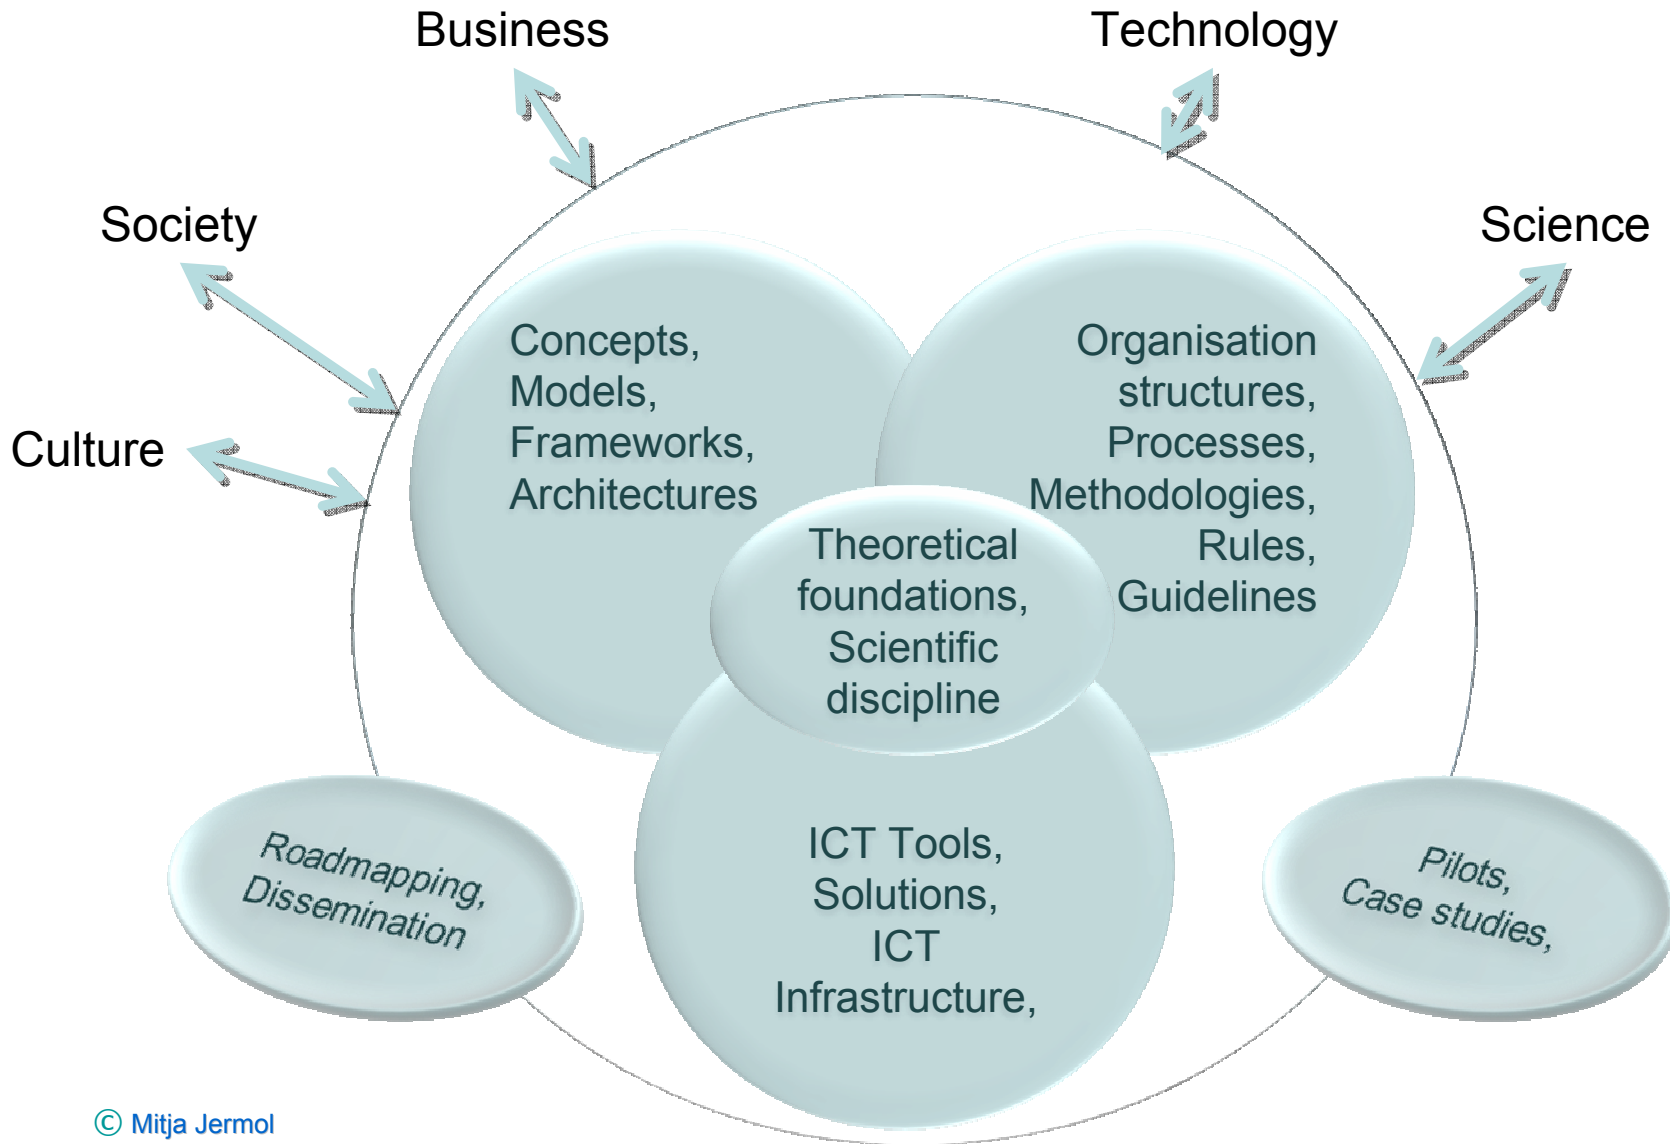 Business
Technology
Society
Science
Culture
Concepts,
Models,
Frameworks,
Architectures
Organisation
structures,
Processes,
Methodologies,
Rules,
Guidelines
Theoretical
foundations,
Scientific
discipline
Roadmapping,
Dissemination
ICT Tools,
Solutions,
ICT
Infrastructure,
Pilots,
Case studies,
© Mitja Jermol